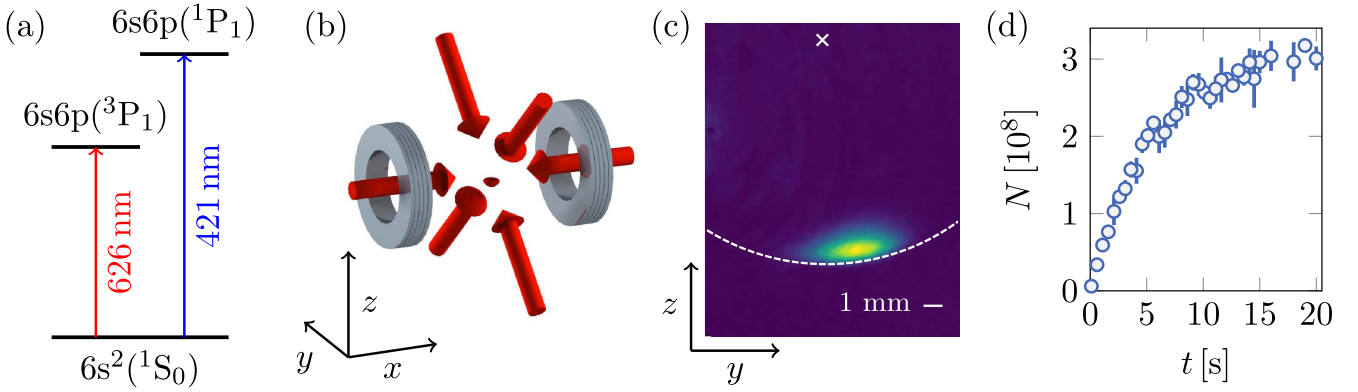 (a)
6s6p(¹P₁)
6s6p(³P₁)
626 nm
421 nm
6s²(¹S₀)
(b)
z
y
x
(c)
×
1 mm
z
y
(d)
N [10⁸]
3
2
1
0
0 5 10 15 20
t [s]